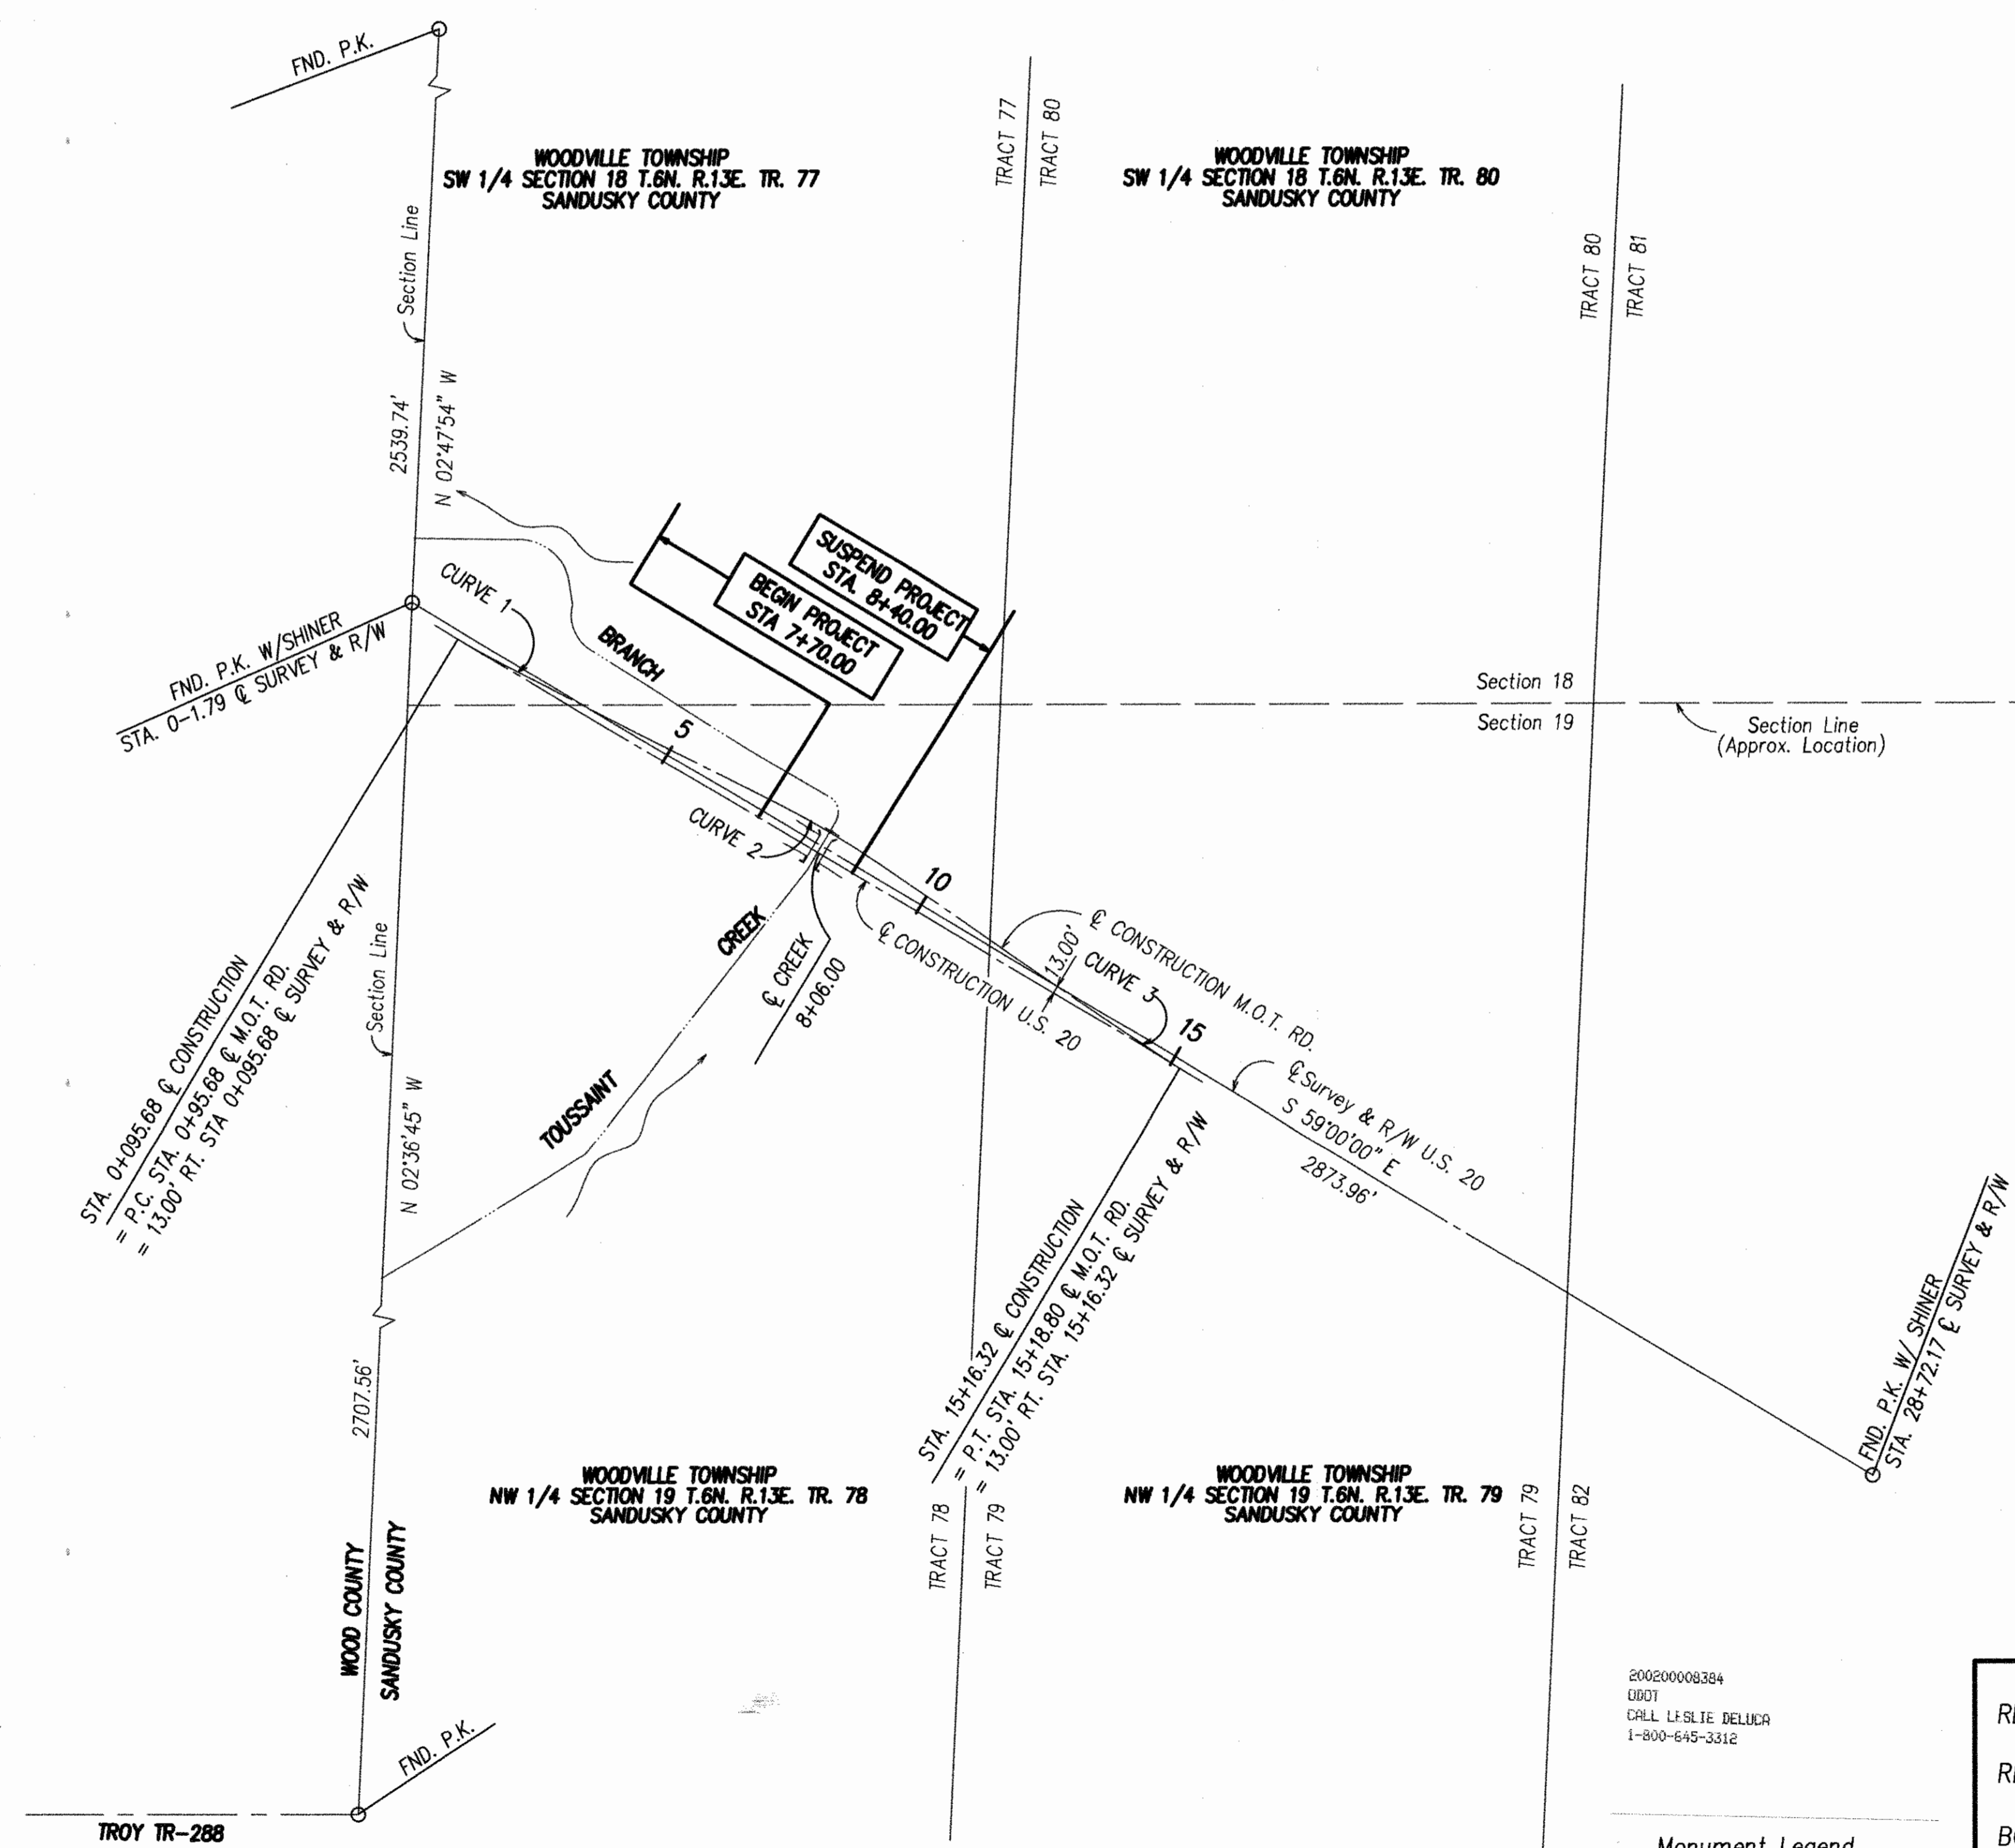 FND. P.K.
WOODVILLE TOWNSHIP
SW 1/4 SECTION 18 T.6N. R.13E. TR. 77
SANDUSKY COUNTY
TRACT 77
TRACT 80
WOODVILLE TOWNSHIP
SW 1/4 SECTION 18 T.6N. R.13E. TR. 80
SANDUSKY COUNTY
TRACT 80
TRACT 81
Section Line
2539.74'
N 02°47'54" W
CURVE 1
BRANCH
BEGIN PROJECT
STA 7+70.00
SUSPEND PROJECT
STA. 8+40.00
FND. P.K. W/SHINER
STA. 0-1.79 ℄ SURVEY & R/W
Section 18
Section 19
Section Line
(Approx. Location)
5
CURVE 2
10
CREEK
℄ CREEK
8+06.00
℄ CONSTRUCTION U.S. 20
13.00'
CURVE 3
℄ CONSTRUCTION M.O.T. RD.
15
℄ Survey & R/W U.S. 20
S 59°00'00" E
2873.96'
STA. 0+095.68 ℄ CONSTRUCTION
= P.C. STA. 0+95.68 ℄ M.O.T. RD.
= 13.00' RT. STA 0+095.68 ℄ SURVEY & R/W
Section Line
N 02°36'45" W
TOUSSAINT
STA. 15+16.32 ℄ CONSTRUCTION
= P.T. STA. 15+18.80 ℄ M.O.T. RD.
= 13.00' RT. STA. 15+16.32 ℄ SURVEY & R/W
FND. P.K. W/ SHINER
STA. 28+72.17 ℄ SURVEY & R/W
2707.56'
WOODVILLE TOWNSHIP
NW 1/4 SECTION 19 T.6N. R.13E. TR. 78
SANDUSKY COUNTY
TRACT 78
TRACT 79
WOODVILLE TOWNSHIP
NW 1/4 SECTION 19 T.6N. R.13E. TR. 79
SANDUSKY COUNTY
TRACT 79
TRACT 82
WOOD COUNTY
SANDUSKY COUNTY
FND. P.K.
TROY TR-288
200200008384
ODOT
CALL LESLIE DELUCA
1-800-645-3312
Monument Legend